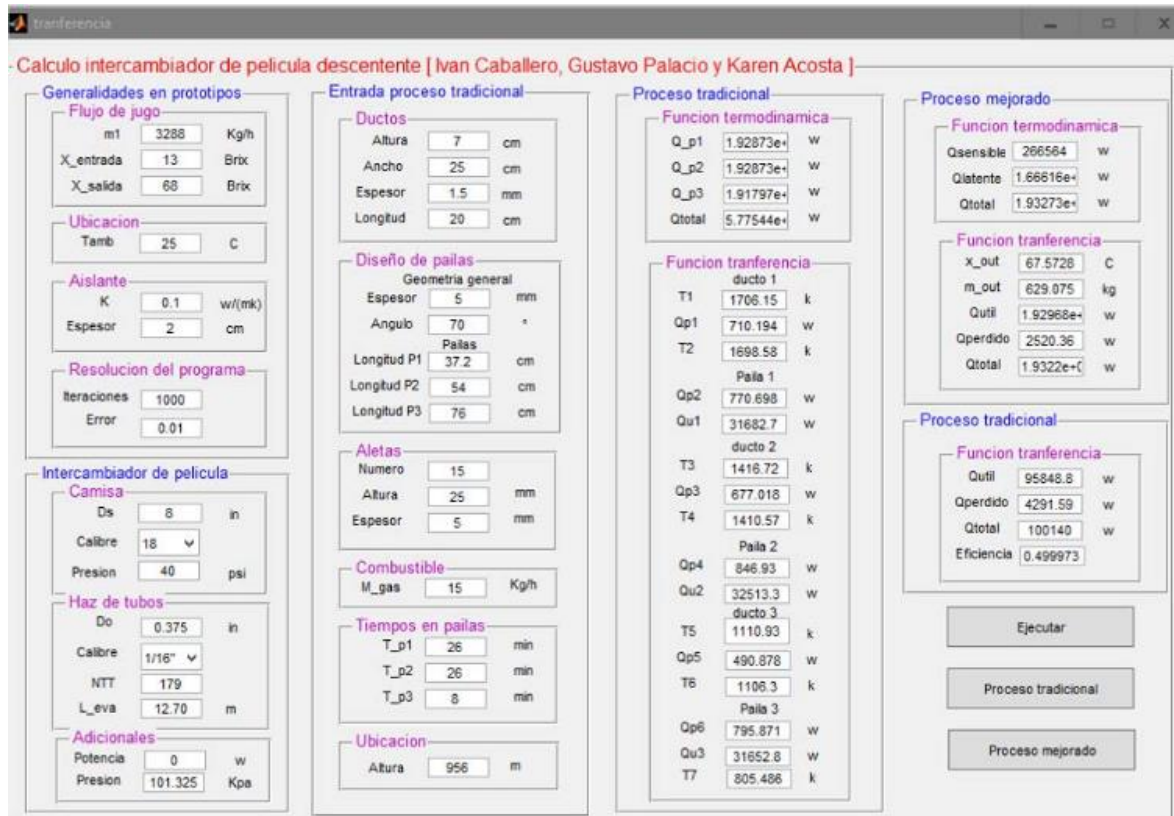 tranferencia
Calculo intercambiador de pelicula descentente [ Ivan Caballero, Gustavo Palacio y Karen Acosta ]
Generalidades en prototipos
Flujo de jugo
m1 3288 Kg/h
X_entrada 13 Brix
X_salida 68 Brix
Ubicacion
Tamb 25 C
Aislante
K 0.1 w/(mk)
Espesor 2 cm
Resolucion del programa
Iteraciones 1000
Error 0.01
Intercambiador de pelicula
Camisa
Ds 8 in
Calibre 18
Presion 40 psi
Haz de tubos
Do 0.375 in
Calibre 1/16"
NTT 179
L_eva 12.70 m
Adicionales
Potencia 0 w
Presion 101.325 Kpa
Entrada proceso tradicional
Ductos
Altura 7 cm
Ancho 25 cm
Espesor 1.5 mm
Longitud 20 cm
Diseño de pailas
Geometria general
Espesor 5 mm
Angulo 70 °
Pailas
Longitud P1 37.2 cm
Longitud P2 54 cm
Longitud P3 76 cm
Aletas
Numero 15
Altura 25 mm
Espesor 5 mm
Combustible
M_gas 15 Kg/h
Tiempos en pailas
T_p1 26 min
T_p2 26 min
T_p3 8 min
Ubicacion
Altura 956 m
Proceso tradicional
Funcion termodinamica
Q_p1 1.92873e+ w
Q_p2 1.92873e+ w
Q_p3 1.91797e+ w
Qtotal 5.77544e+ w
Funcion tranferencia
ducto 1
T1 1706.15 k
Qp1 710.194 w
T2 1698.58 k
Paila 1
Qp2 770.698 w
Qu1 31682.7 w
ducto 2
T3 1416.72 k
Qp3 677.018 w
T4 1410.57 k
Paila 2
Qp4 846.93 w
Qu2 32513.3 w
ducto 3
T5 1110.93 k
Qp5 490.878 w
T6 1106.3 k
Paila 3
Qp6 795.871 w
Qu3 31652.8 w
T7 805.486 k
Proceso mejorado
Funcion termodinamica
Qsensible 266564 w
Qlatente 1.66616e+ w
Qtotal 1.93273e+ w
Funcion tranferencia
x_out 67.5728 C
m_out 629.075 kg
Qutil 1.92968e+ w
Qperdido 2520.36 w
Qtotal 1.9322e+0 w
Proceso tradicional
Funcion tranferencia
Qutil 95848.8 w
Qperdido 4291.59 w
Qtotal 100140 w
Eficiencia 0.499973
Ejecutar
Proceso tradicional
Proceso mejorado